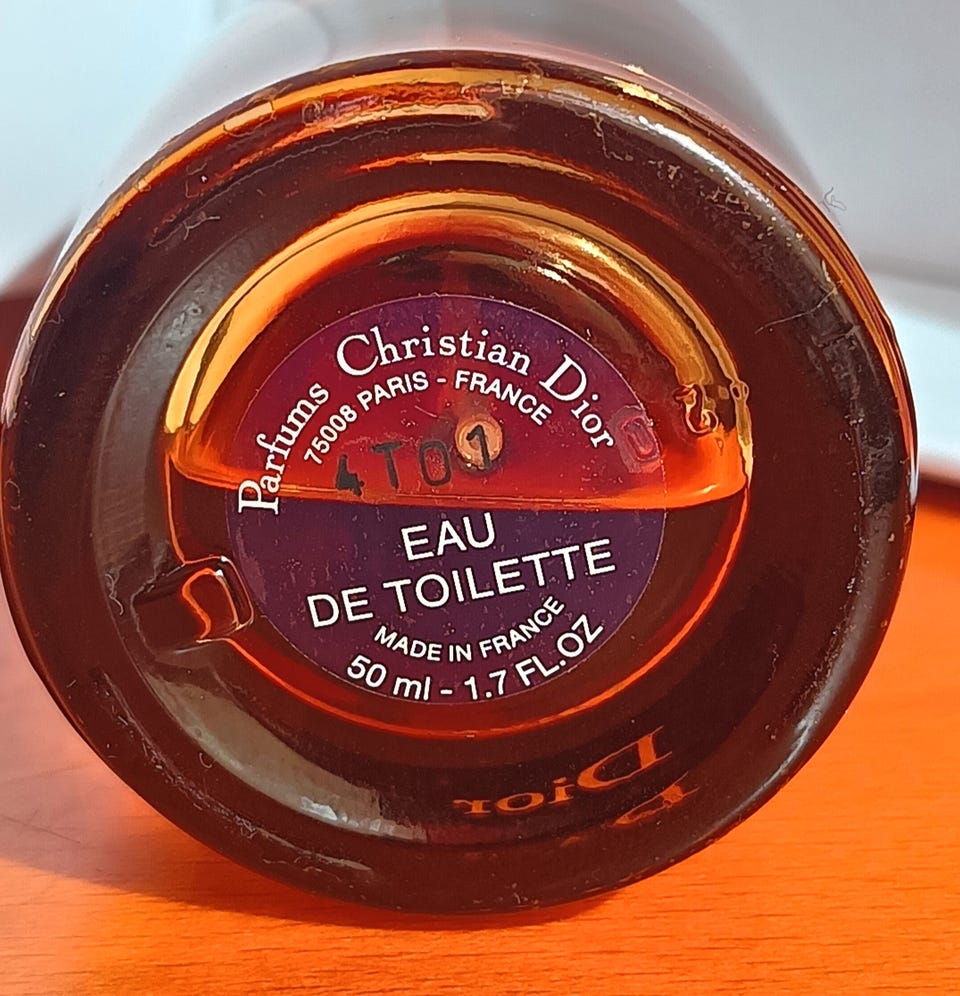 Parfums Christian Dior
75008 PARIS - FRANCE
4T01
EAU
DE TOILETTE
MADE IN FRANCE
50 ml - 1.7 FL.OZ
Dior